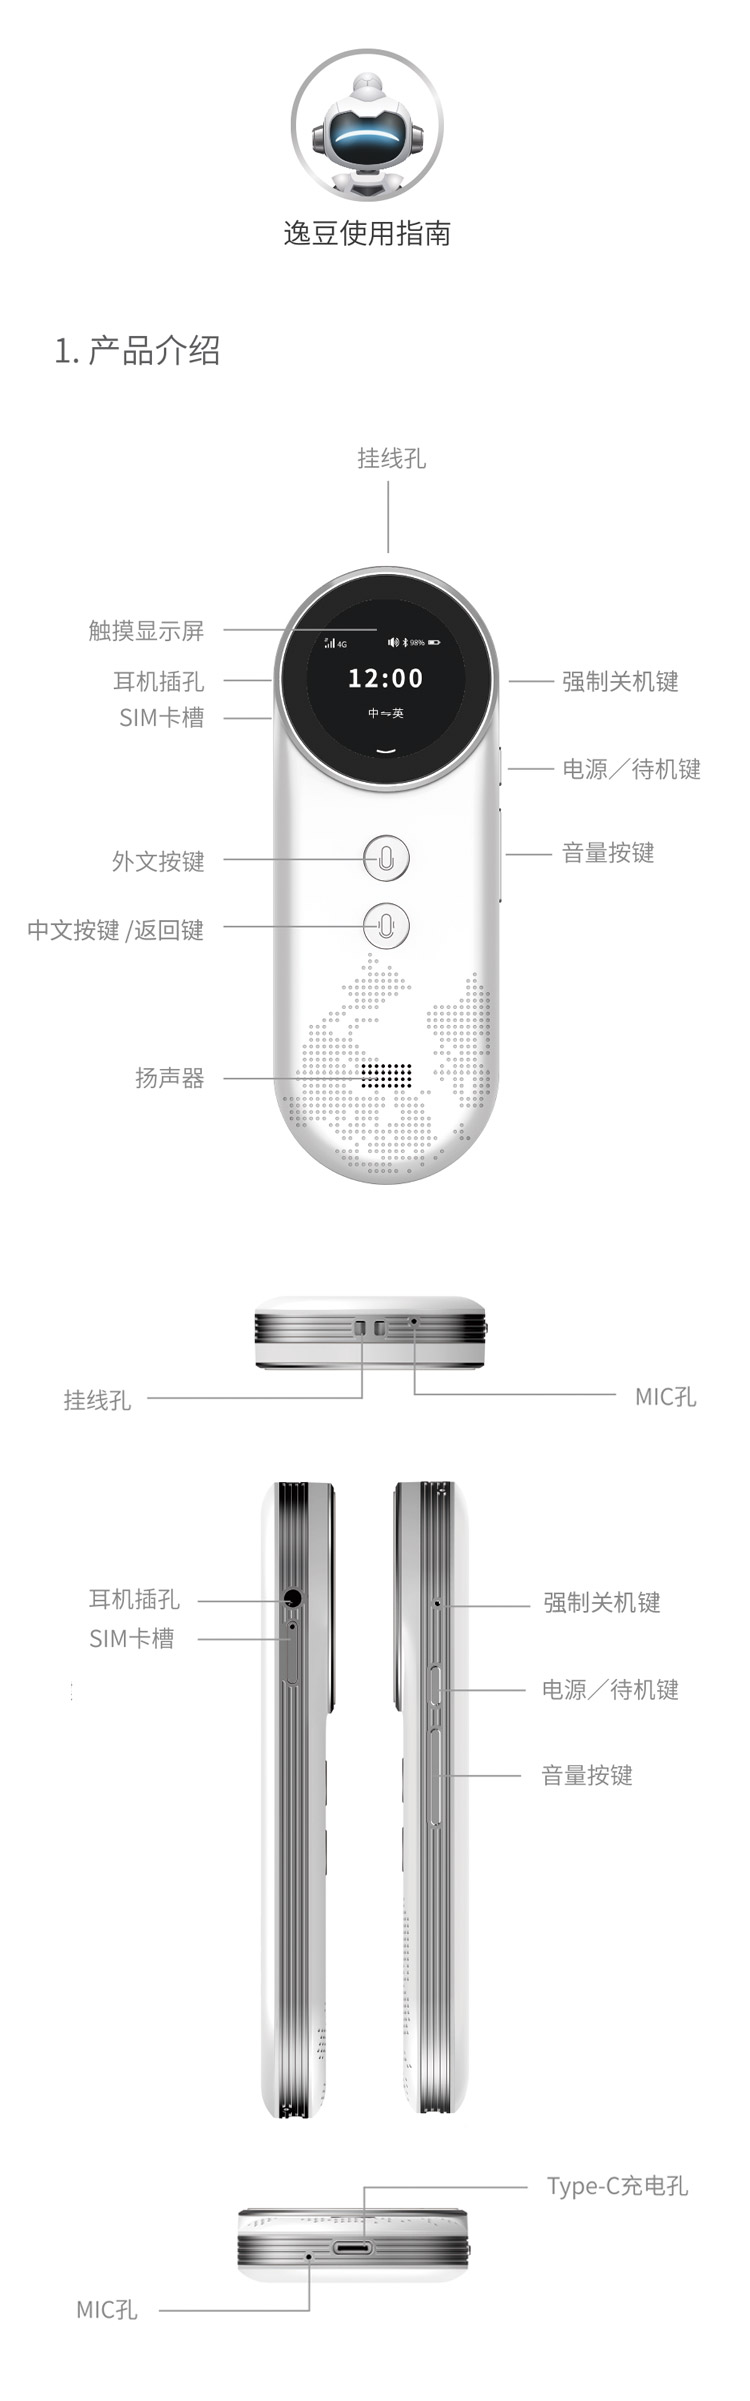 逸豆使用指南
1. 产品介绍
挂线孔
触摸显示屏
4G 98%
耳机插孔
12:00
强制关机键
SIM卡槽
中⇋英
电源／待机键
外文按键
音量按键
中文按键 /返回键
扬声器
挂线孔
MIC孔
耳机插孔
强制关机键
SIM卡槽
电源／待机键
音量按键
Type-C充电孔
MIC孔